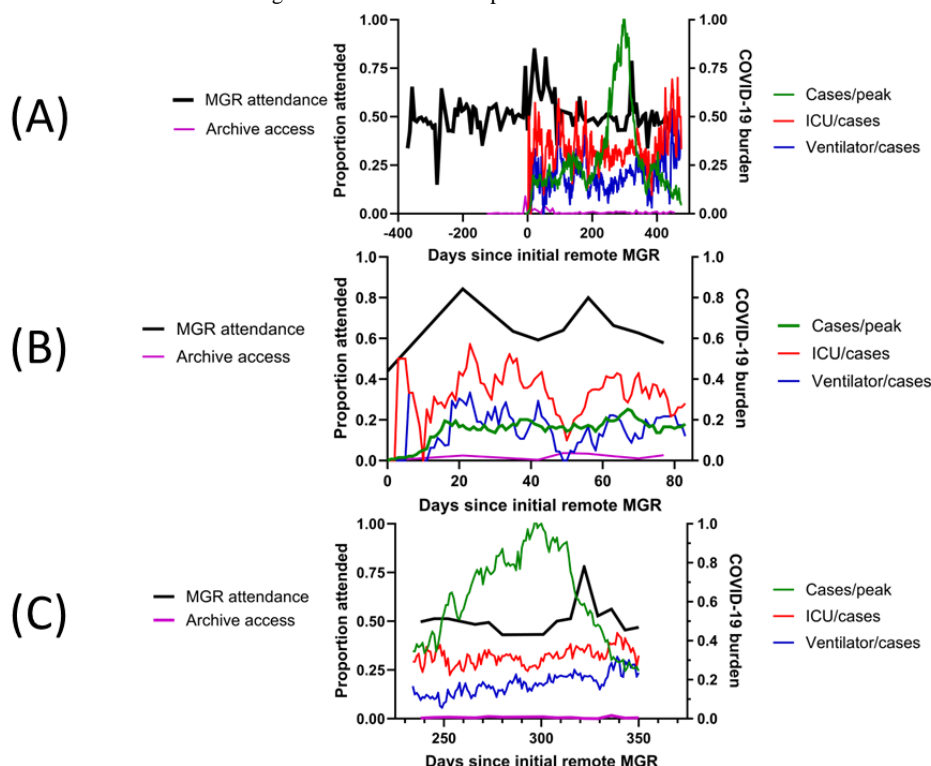 (A)
MGR attendance
Archive access
Proportion attended
1.00
0.75
0.50
0.25
0.00
1.00
0.75
0.50
0.25
0.00
COVID-19 burden
-400 -200 0 200 400
Days since initial remote MGR
Cases/peak
ICU/cases
Ventilator/cases
(B)
MGR attendance
Archive access
Proportion attended
1.0
0.8
0.6
0.4
0.2
0.0
1.0
0.8
0.6
0.4
0.2
0.0
COVID-19 burden
0 20 40 60 80
Days since initial remote MGR
Cases/peak
ICU/cases
Ventilator/cases
(C)
MGR attendance
Archive access
Proportion attended
1.00
0.75
0.50
0.25
0.00
1.0
0.8
0.6
0.4
0.2
0.0
COVID-19 burden
250 300 350
Days since initial remote MGR
Cases/peak
ICU/cases
Ventilator/cases